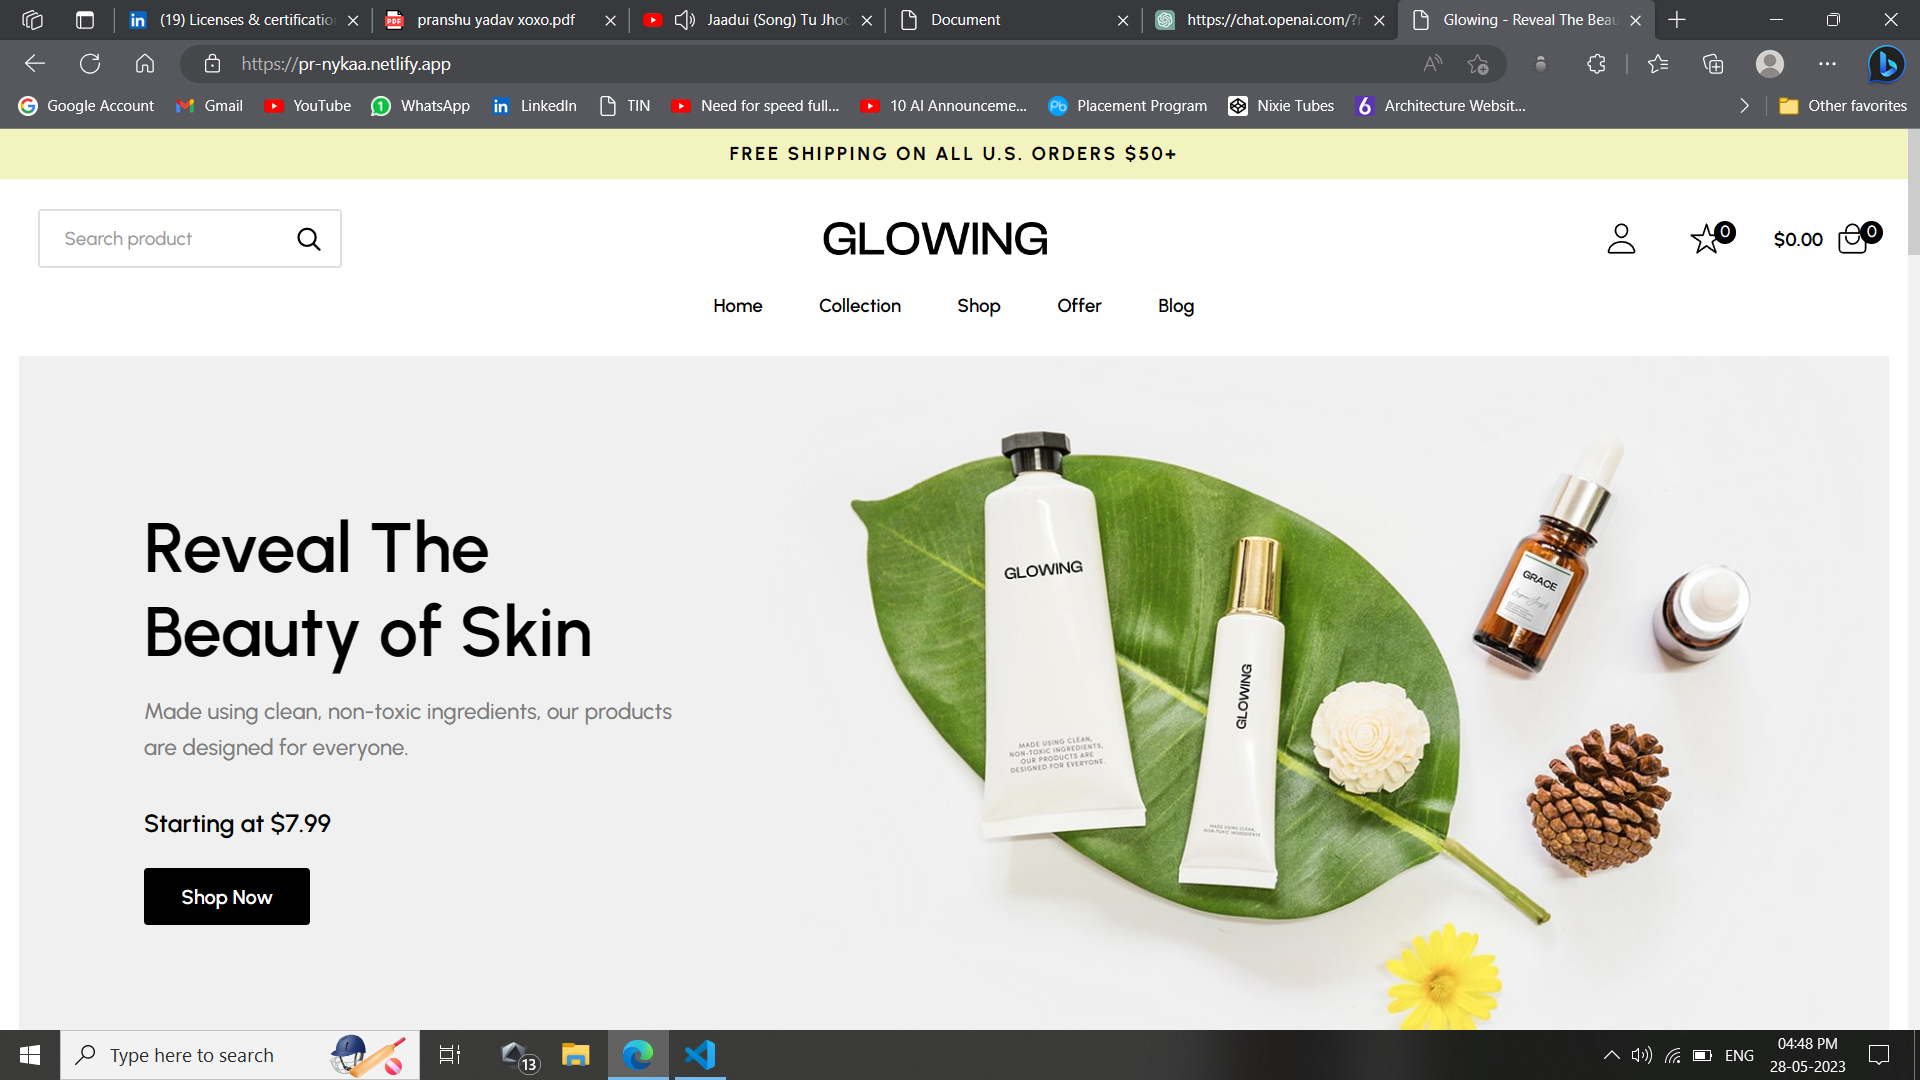 (19) Licenses & certificatio
pranshu yadav xoxo.pdf
Jaadui (Song) Tu Jhoo
Document
https://chat.openai.com/?r
Glowing - Reveal The Beau
https://pr-nykaa.netlify.app
Google Account
Gmail
YouTube
WhatsApp
LinkedIn
TIN
Need for speed full...
10 AI Announceme...
Placement Program
Nixie Tubes
Architecture Websit...
Other favorites
FREE SHIPPING ON ALL U.S. ORDERS $50+
Search product
GLOWING
0
$0.00
0
Home
Collection
Shop
Offer
Blog
Reveal The
Beauty of Skin
Made using clean, non-toxic ingredients, our products
are designed for everyone.
Starting at $7.99
Shop Now
GLOWING
MADE USING CLEAN,
NON-TOXIC INGREDIENTS,
OUR PRODUCTS ARE
DESIGNED FOR EVERYONE.
GLOWING
MADE USING CLEAN,
NON-TOXIC INGREDIENTS
GRACE
Type here to search
13
ENG
04:48 PM
28-05-2023